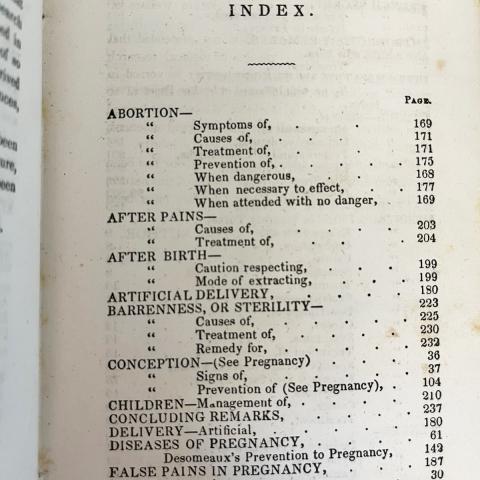 search
d in
of so
INDEX.
PAGE.
ABORTION—
“ Symptoms of, . . . 169
“ Causes of, . . . . 171
“ Treatment of, . . . 171
“ Prevention of, . . . . . 175
“ When dangerous, . . . 168
“ When necessary to effect, . . 177
“ When attended with no danger, . 169
AFTER PAINS—
“ Causes of, . . . . . 203
“ Treatment of, . . . . 204
AFTER BIRTH—
“ Caution respecting, . . . . 199
“ Mode of extracting, . . . 199
ARTIFICIAL DELIVERY, . . . . 180
BARRENNESS, OR STERILITY— 223
“ Causes of, . . . . . 225
“ Treatment of, . . . . 230
“ Remedy for, . . . . . 232
CONCEPTION—(See Pregnancy) . . . 36
“ Signs of, . . . . . 37
“ Prevention of (See Pregnancy), . 104
CHILDREN—Management of, . . . . 210
CONCLUDING REMARKS, . . . . 237
DELIVERY—Artificial, . . . . . 180
DISEASES OF PREGNANCY, . . . . 61
Desomeaux's Prevention to Pregnancy, 142
FALSE PAINS IN PREGNANCY, . . . 187
30